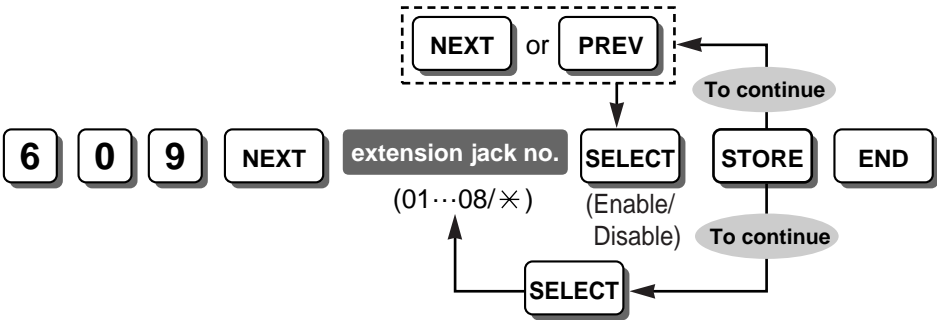 NEXT or PREV
To continue
6 0 9 NEXT extension jack no. SELECT STORE END
(01···08/✳)
(Enable/
Disable)
To continue
SELECT